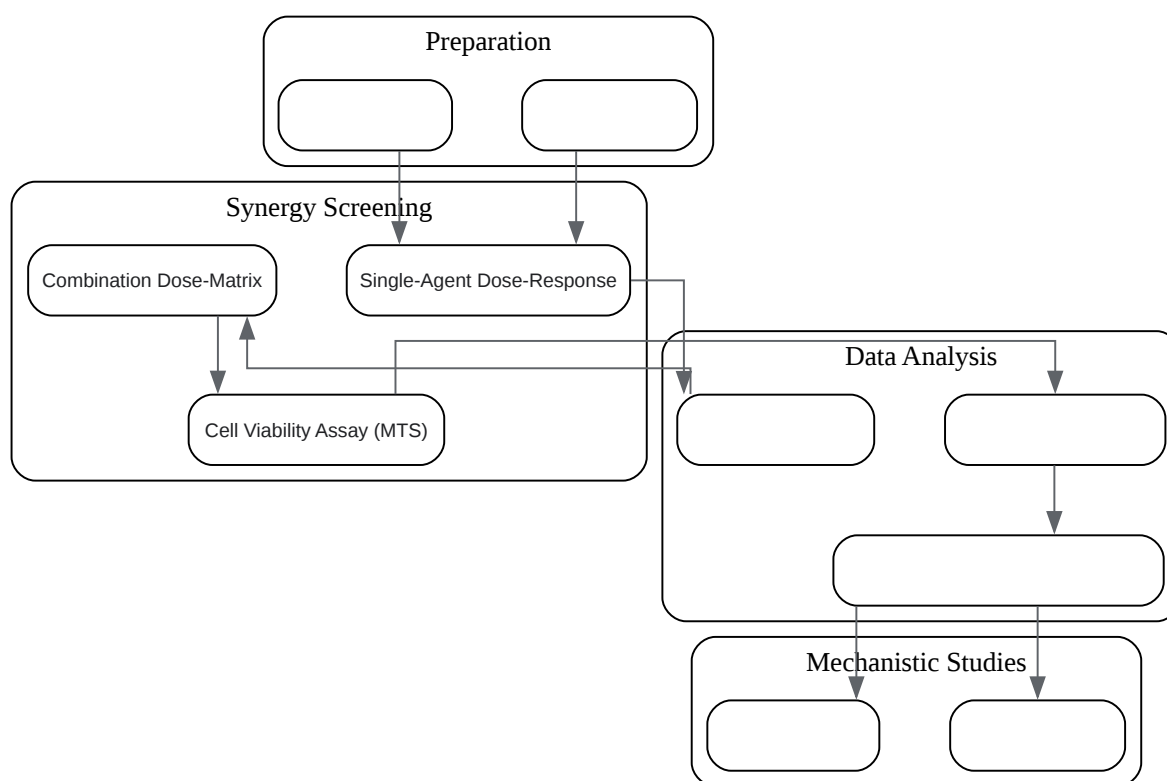 Preparation
Synergy Screening
Combination Dose-Matrix
Single-Agent Dose-Response
Data Analysis
Cell Viability Assay (MTS)
Mechanistic Studies